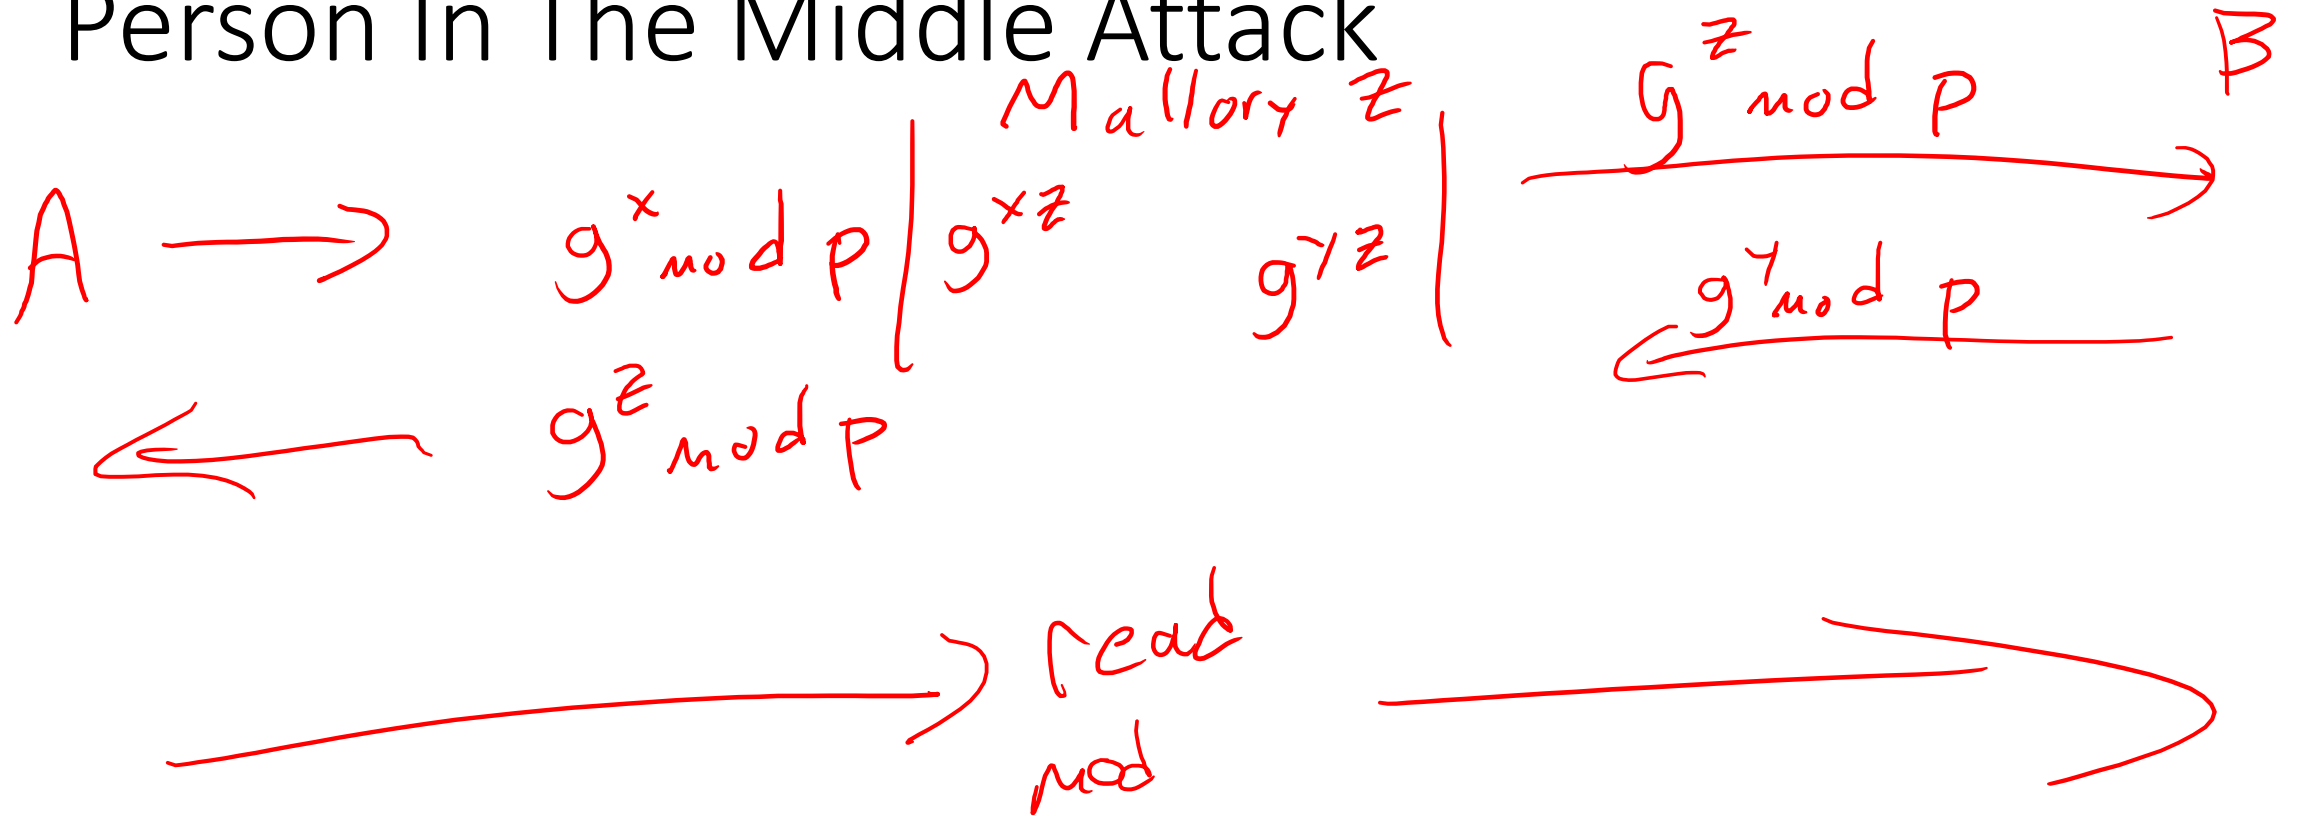 Person In The Middle Attack
B
Mallory z
g^z mod p
A
g^x mod p
g^xz
g^yz
g^y mod p
g^z mod p
read
mod